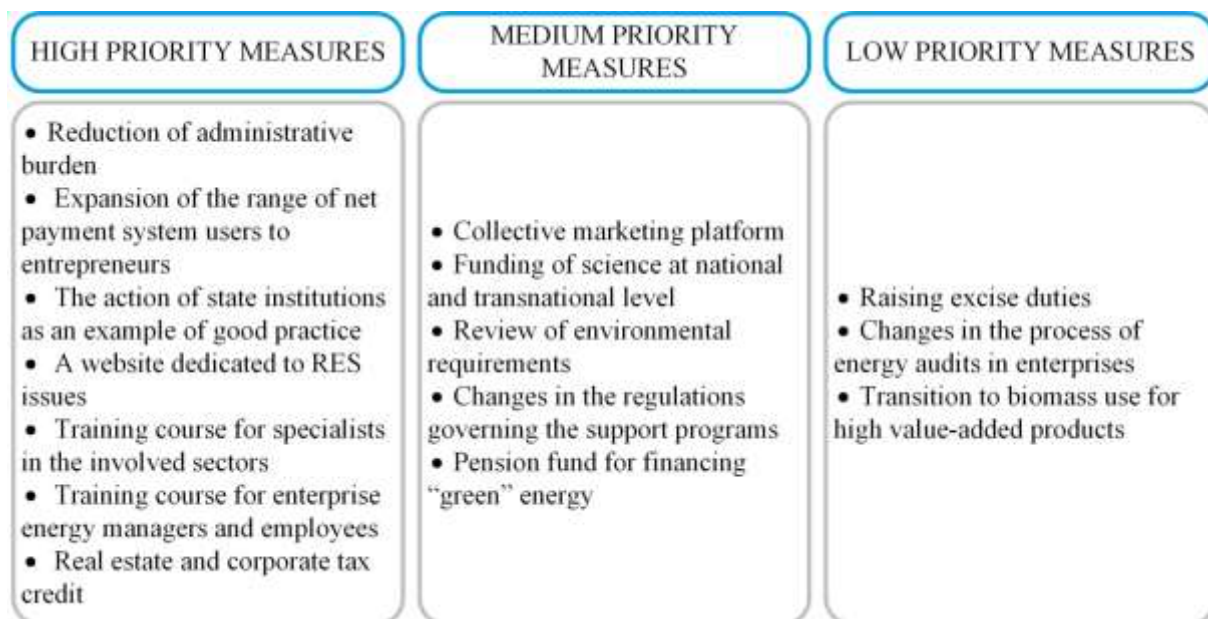 HIGH PRIORITY MEASURES
• Reduction of administrative
burden
• Expansion of the range of net
payment system users to
entrepreneurs
• The action of state institutions
as an example of good practice
• A website dedicated to RES
issues
• Training course for specialists
in the involved sectors
• Training course for enterprise
energy managers and employees
• Real estate and corporate tax
credit
MEDIUM PRIORITY
MEASURES
• Collective marketing platform
• Funding of science at national
and transnational level
• Review of environmental
requirements
• Changes in the regulations
governing the support programs
• Pension fund for financing
“green” energy
LOW PRIORITY MEASURES
• Raising excise duties
• Changes in the process of
energy audits in enterprises
• Transition to biomass use for
high value-added products